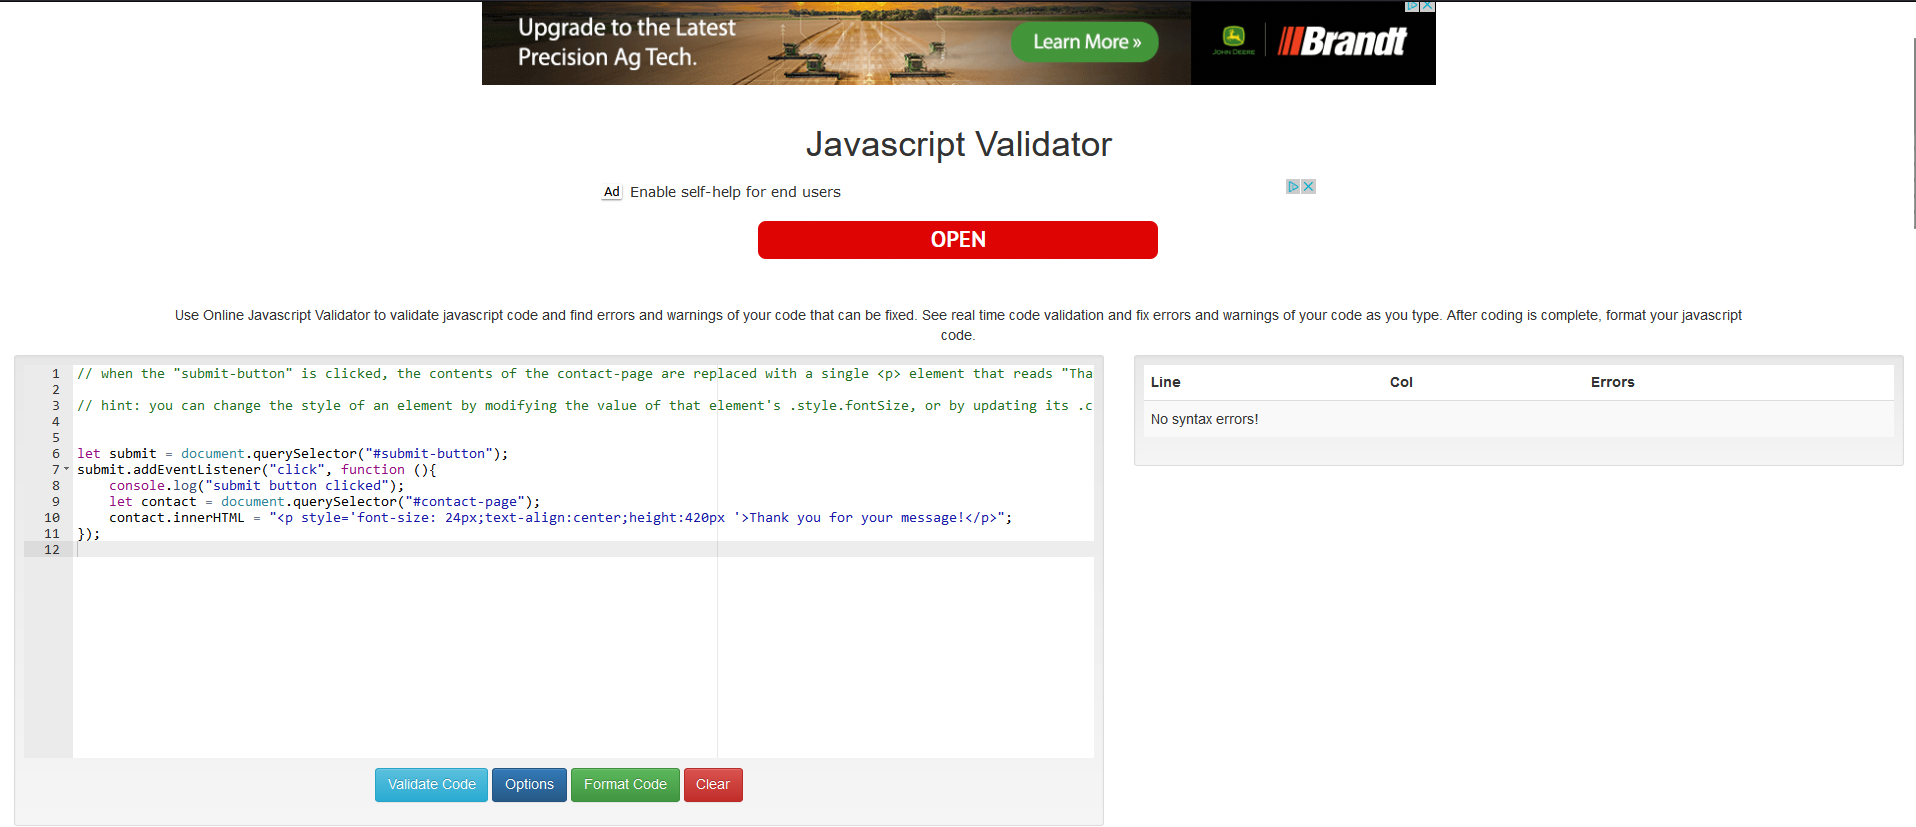 Upgrade to the Latest
Precision Ag Tech.
Learn More »
JOHN DEERE
Brandt
Javascript Validator
Ad Enable self-help for end users
OPEN
Use Online Javascript Validator to validate javascript code and find errors and warnings of your code that can be fixed. See real time code validation and fix errors and warnings of your code as you type. After coding is complete, format your javascript
code.
1 // when the "submit-button" is clicked, the contents of the contact-page are replaced with a single <p> element that reads "Tha
2
3 // hint: you can change the style of an element by modifying the value of that element's .style.fontSize, or by updating its .c
4
5
6 let submit = document.querySelector("#submit-button");
7 submit.addEventListener("click", function (){
8     console.log("submit button clicked");
9     let contact = document.querySelector("#contact-page");
10     contact.innerHTML = "<p style='font-size: 24px;text-align:center;height:420px '>Thank you for your message!</p>";
11 });
12
Validate Code Options Format Code Clear
Line Col Errors
No syntax errors!